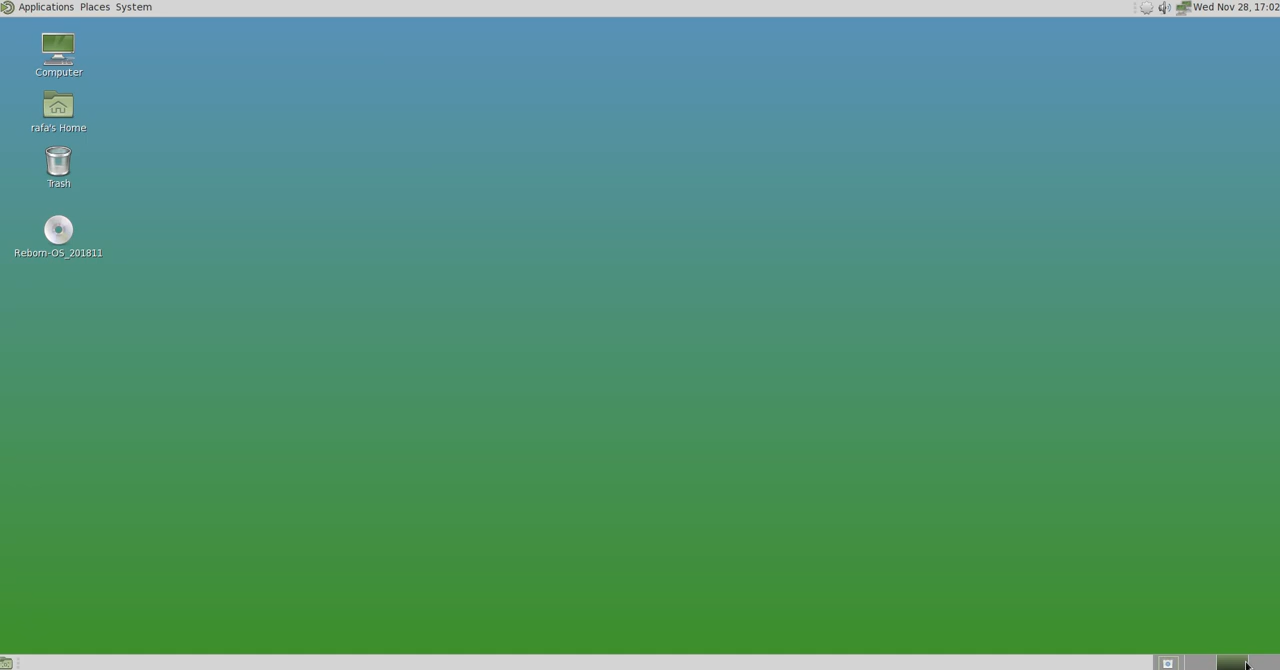 Applications Places System
Wed Nov 28, 17:02
Computer
rafa's Home
Trash
Reborn-OS_201811